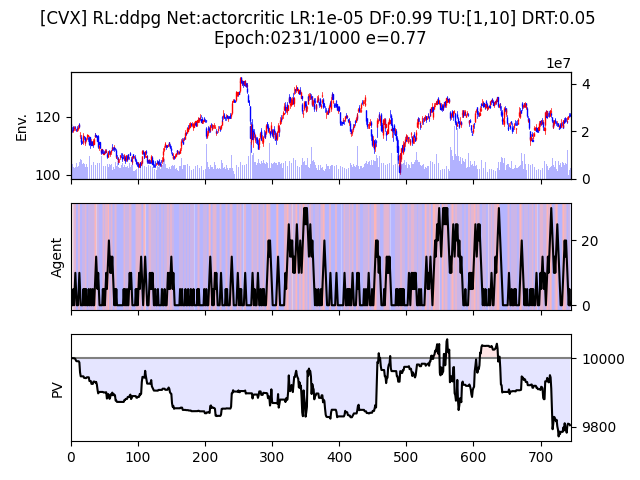 [CVX] RL:ddpg Net:actorcritic LR:1e-05 DF:0.99 TU:[1,10] DRT:0.05
Epoch:0231/1000 e=0.77
1e7
Env.
120
100
4
2
0
Agent
20
0
PV
10000
9800
0 100 200 300 400 500 600 700